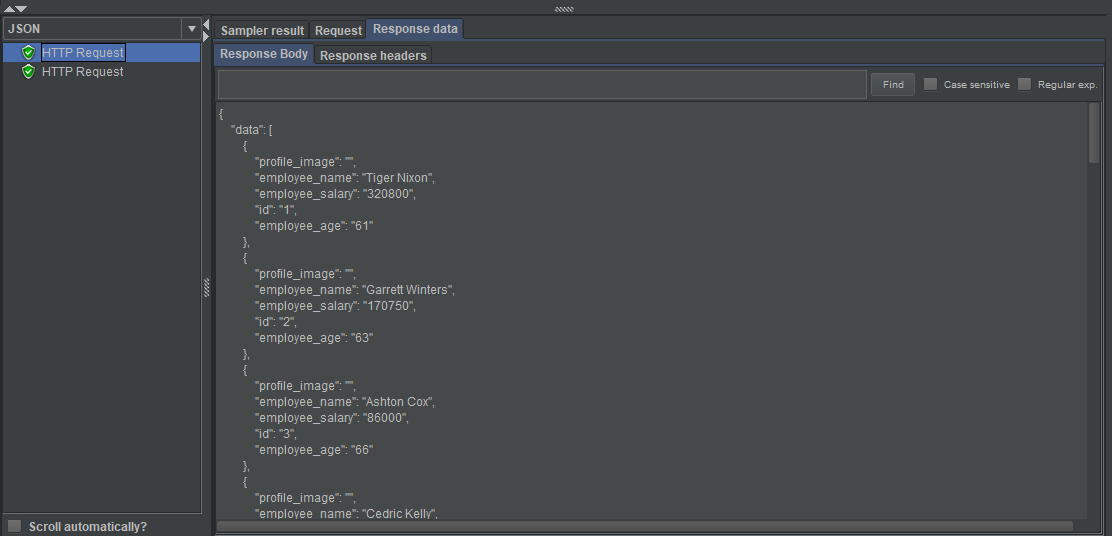 JSON
HTTP Request
HTTP Request
Scroll automatically?
Sampler result Request Response data
Response Body Response headers
Find Case sensitive Regular exp.
{
"data": [
{
"profile_image": "",
"employee_name": "Tiger Nixon",
"employee_salary": "320800",
"id": "1",
"employee_age": "61"
},
{
"profile_image": "",
"employee_name": "Garrett Winters",
"employee_salary": "170750",
"id": "2",
"employee_age": "63"
},
{
"profile_image": "",
"employee_name": "Ashton Cox",
"employee_salary": "86000",
"id": "3",
"employee_age": "66"
},
{
"profile_image": "",
"employee_name": "Cedric Kelly",